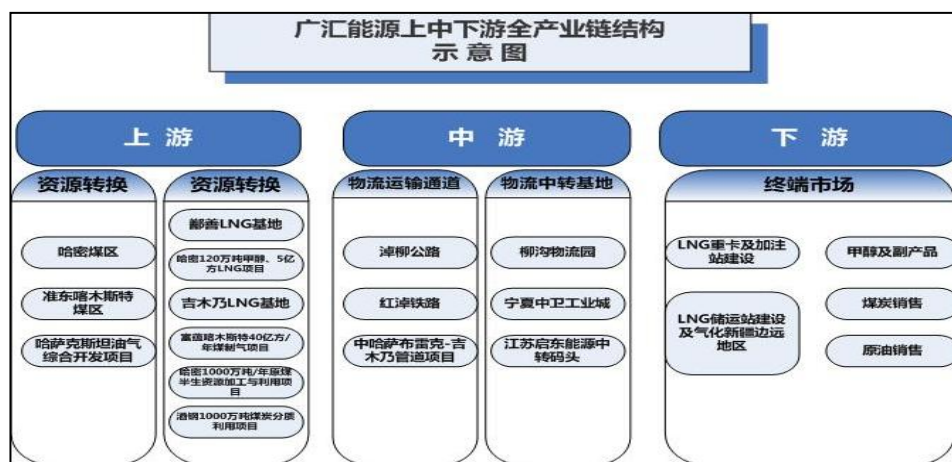 广汇能源上中下游全产业链结构
示 意 图
上 游
中 游
下 游
资源转换
资源转换
物流运输通道
物流中转基地
终端市场
哈密煤区
准东喀木斯特
煤区
哈萨克斯坦油气
综合开发项目
鄯善LNG基地
哈密120万吨甲醇、5亿
方LNG项目
吉木乃LNG基地
富蕴喀木斯特40亿方/
年煤制气项目
哈密1000万吨/年原煤
半生资源加工与利用项
目
酒钢1000万吨煤炭分质
利用项目
淖柳公路
红淖铁路
中哈萨布雷克-吉
木乃管道项目
柳沟物流园
宁夏中卫工业城
江苏启东能源中
转码头
LNG重卡及加注
站建设
LNG储运站建设
及气化新疆边远
地区
甲醇及副产品
煤炭销售
原油销售